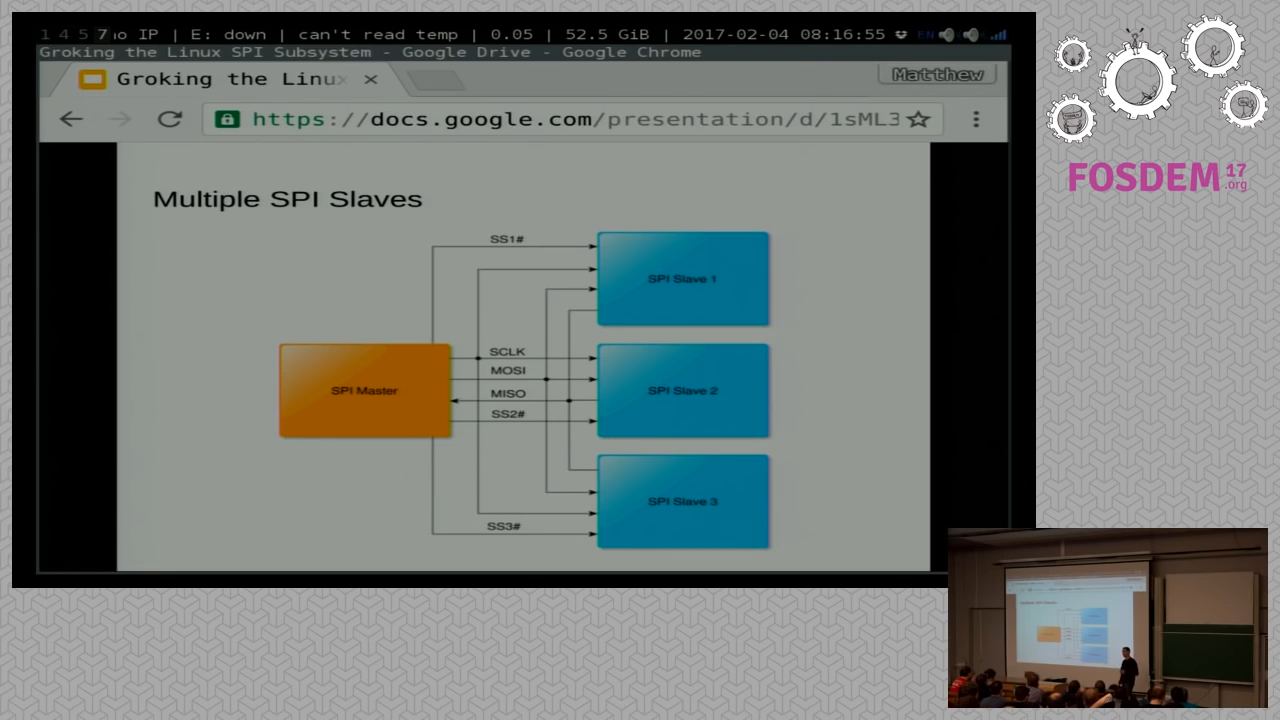 1 4 5 7 no IP | E: down | can't read temp | 0.05 | 52.5 GiB | 2017-02-04 08:16:55 EN
Groking the Linux SPI Subsystem - Google Drive - Google Chrome
Groking the Linux
Matthew
https://docs.google.com/presentation/d/1sML3
Multiple SPI Slaves
SS1#
SPI Slave 1
SCLK
MOSI
SPI Master
MISO
SPI Slave 2
SS2#
SPI Slave 3
SS3#
FOSDEM 17 .org